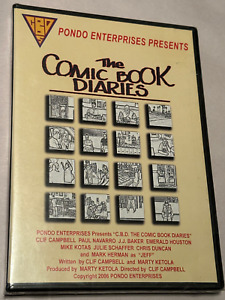 CBD
PONDO ENTERPRISES PRESENTS
The
COMIC BOOK
DIARIES
PONDO ENTERPRISES Presents "C.B.D. THE COMIC BOOK DIARIES"
CLIP CAMPBELL PAUL NAVARRO J.J. BAKER EMERALD HOUSTON
MIKE KOTAS JULIE SCHAFFER CHRIS DUNCAN
and MARK HERMAN as "JEFF"
Written by CLIP CAMPBELL and MARTY KETOLA
Produced by MARTY KETOLA Directed by CLIP CAMPBELL
Copyright 2006 PONDO ENTERPRISES